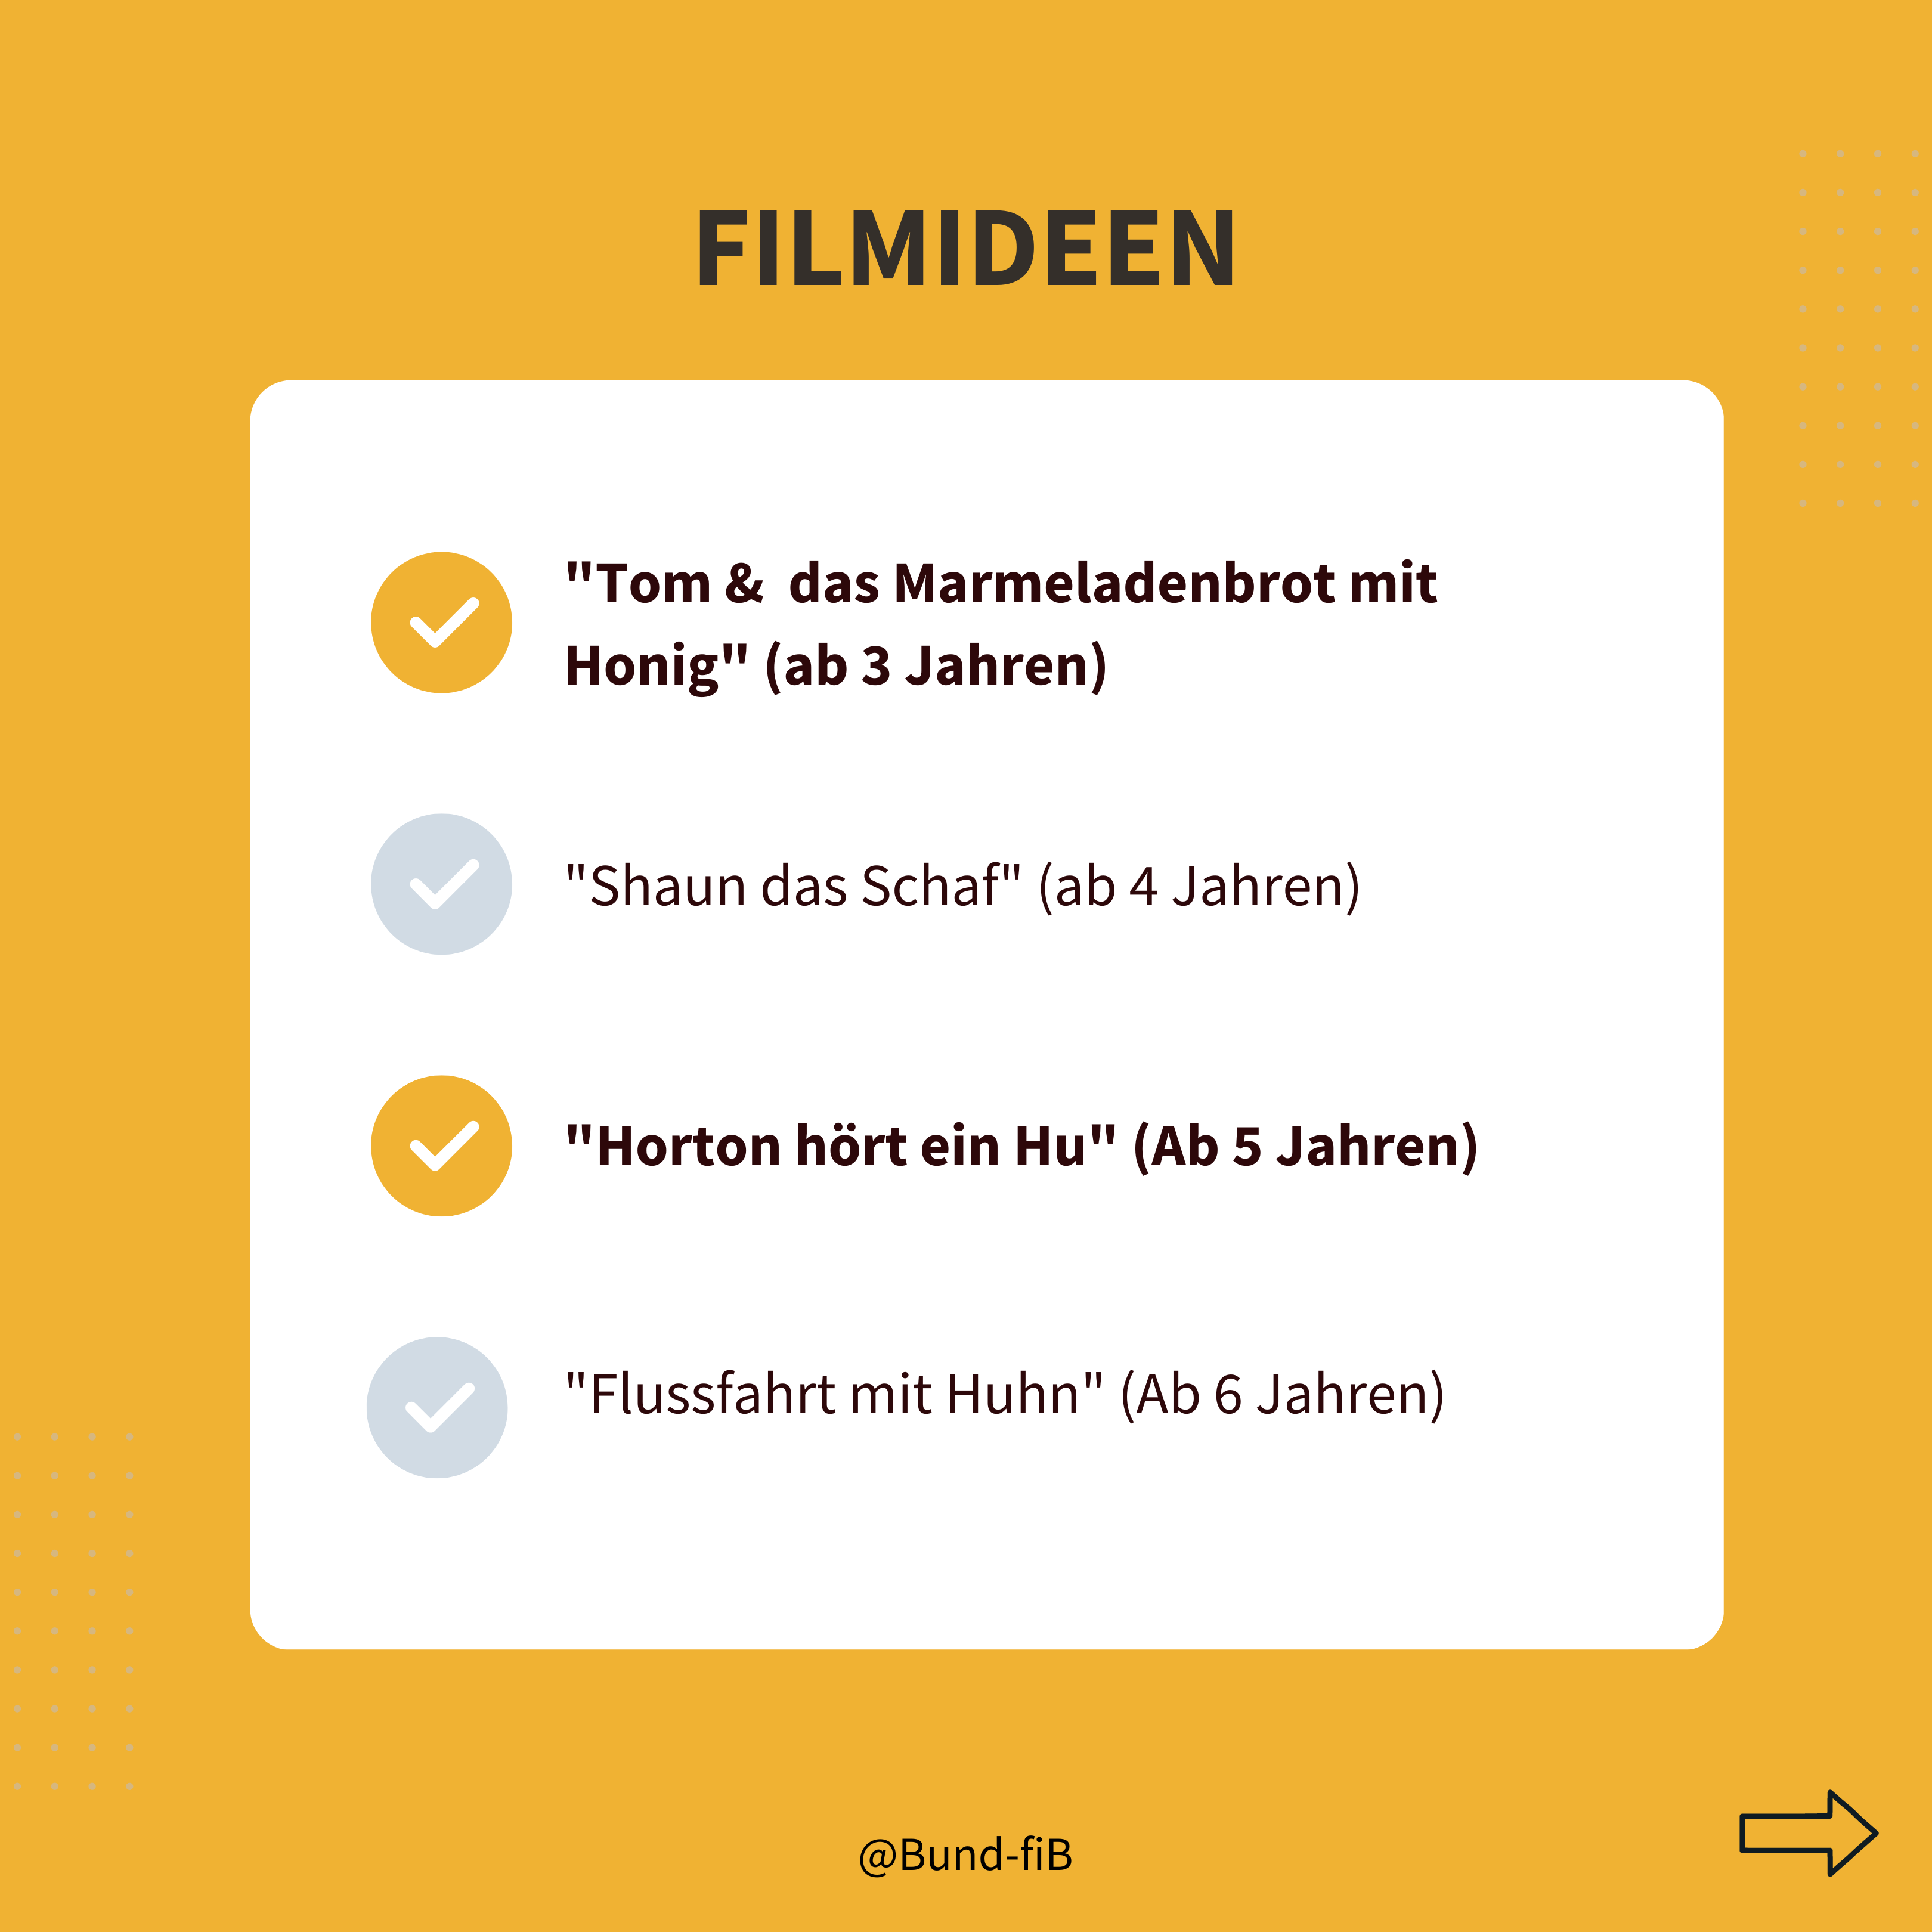 FILMIDEEN
"Tom &  das Marmeladenbrot mit
Honig" (ab 3 Jahren)
"Shaun das Schaf" (ab 4 Jahren)
"Horton hört ein Hu" (Ab 5 Jahren)
"Flussfahrt mit Huhn" (Ab 6 Jahren)
@Bund-fiB